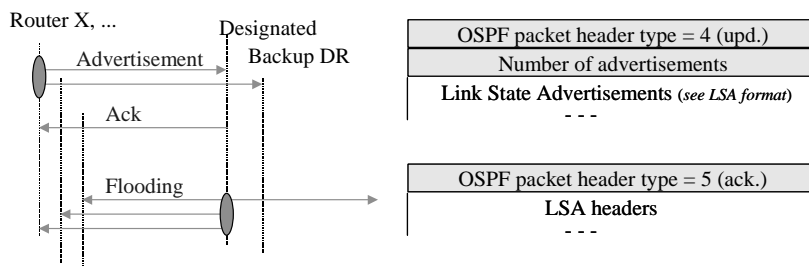 Router X, ...
Designated
Backup DR
Advertisement
Ack
Flooding
OSPF packet header type = 4 (upd.)
Number of advertisements
Link State Advertisements (see LSA format)
- - -
OSPF packet header type = 5 (ack.)
LSA headers
- - -